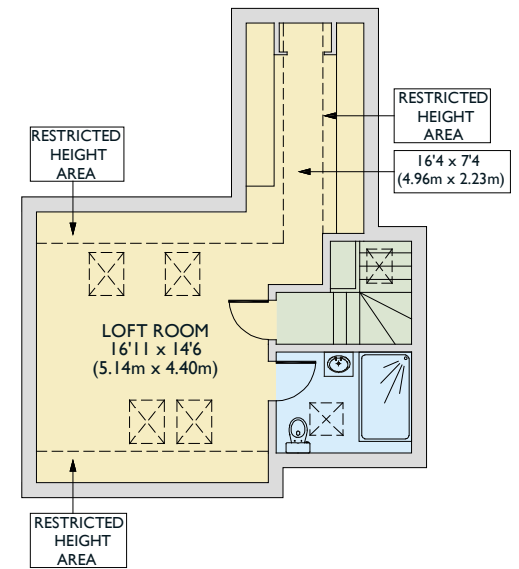 RESTRICTED
HEIGHT
AREA
16'4 x 7'4
(4.96m x 2.23m)
RESTRICTED
HEIGHT
AREA
LOFT ROOM
16'11 x 14'6
(5.14m x 4.40m)
RESTRICTED
HEIGHT
AREA